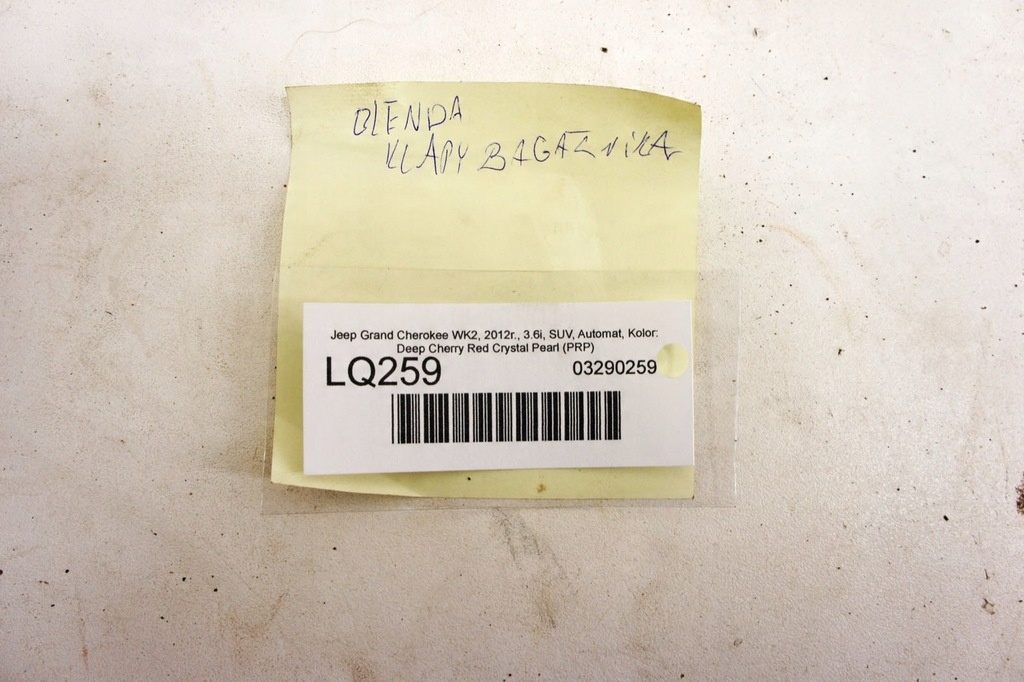 BLENDA
KLAPY BAGAŻNIKA
Jeep Grand Cherokee WK2, 2012r., 3.6i, SUV, Automat, Kolor:
Deep Cherry Red Crystal Pearl (PRP)
LQ259 03290259